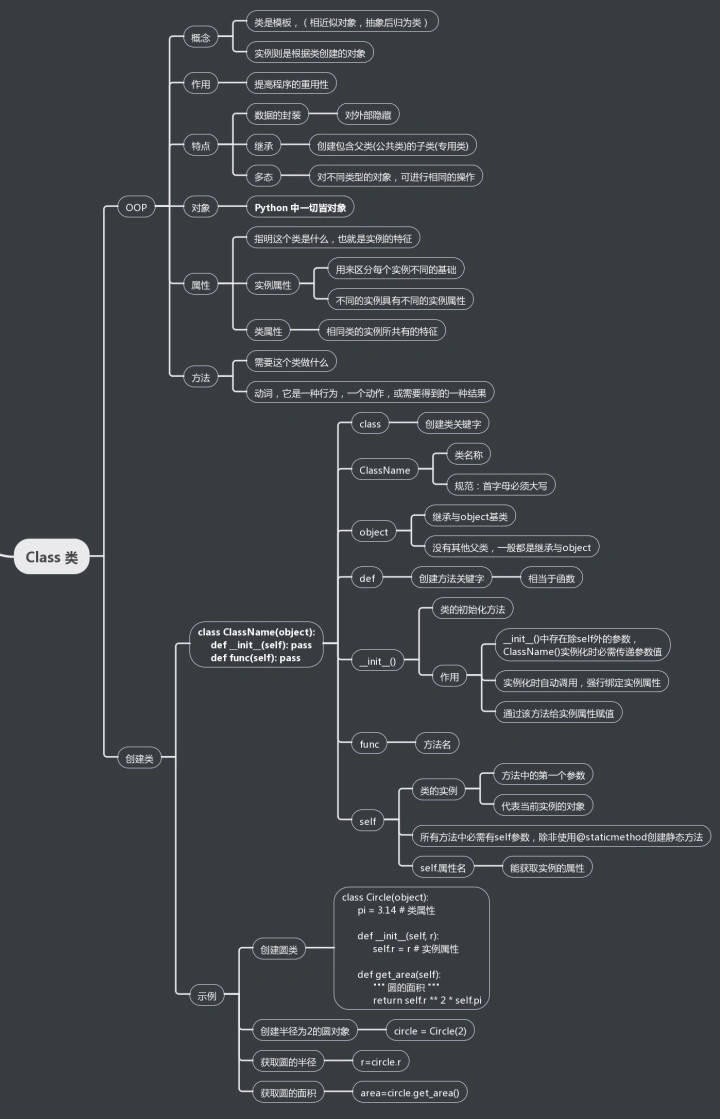 Class 类
OOP
概念
类是模板，（相近似对象，抽象后归为类）
实例则是根据类创建的对象
作用
提高程序的重用性
特点
数据的封装
对外部隐藏
继承
创建包含父类(公共类)的子类(专用类)
多态
对不同类型的对象，可进行相同的操作
对象
Python 中一切皆对象
属性
指明这个类是什么，也就是实例的特征
实例属性
用来区分每个实例不同的基础
不同的实例具有不同的实例属性
类属性
相同类的实例所共有的特征
方法
需要这个类做什么
动词，它是一种行为，一个动作，或需要得到的一种结果
创建类
class ClassName(object):
def __init__(self): pass
def func(self): pass
class
创建类关键字
ClassName
类名称
规范：首字母必须大写
object
继承与object基类
没有其他父类，一般都是继承与object
def
创建方法关键字
相当于函数
__init__()
类的初始化方法
作用
__init__()中存在除self外的参数，
ClassName()实例化时必需传递参数值
实例化时自动调用，强行绑定实例属性
通过该方法给实例属性赋值
func
方法名
self
类的实例
方法中的第一个参数
代表当前实例的对象
所有方法中必需有self参数，除非使用@staticmethod创建静态方法
self.属性名
能获取实例的属性
示例
创建圆类
class Circle(object):
pi = 3.14 # 类属性
def __init__(self, r):
self.r = r # 实例属性
def get_area(self):
""" 圆的面积 """
return self.r ** 2 * self.pi
创建半径为2的圆对象
circle = Circle(2)
获取圆的半径
r=circle.r
获取圆的面积
area=circle.get_area()